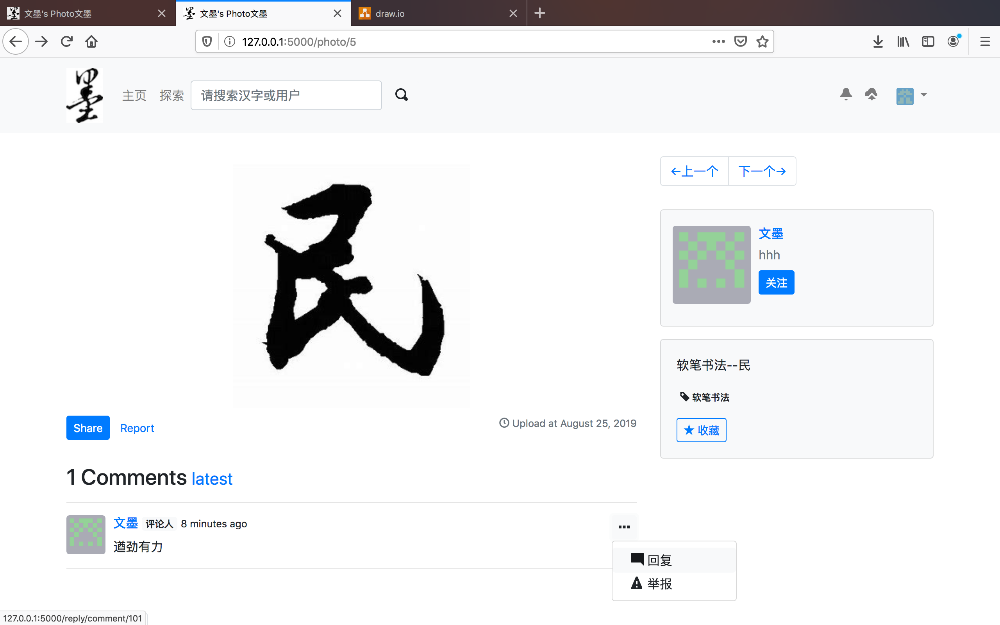 文墨's Photo文墨
文墨's Photo文墨
draw.io
127.0.0.1:5000/photo/5
墨
主页
探索
请搜索汉字或用户
民
←上一个
下一个→
文墨
hhh
关注
软笔书法--民
软笔书法
★ 收藏
Share
Report
Upload at August 25, 2019
1 Comments latest
文墨 评论人 8 minutes ago
遒劲有力
回复
举报
127.0.0.1:5000/reply/comment/101